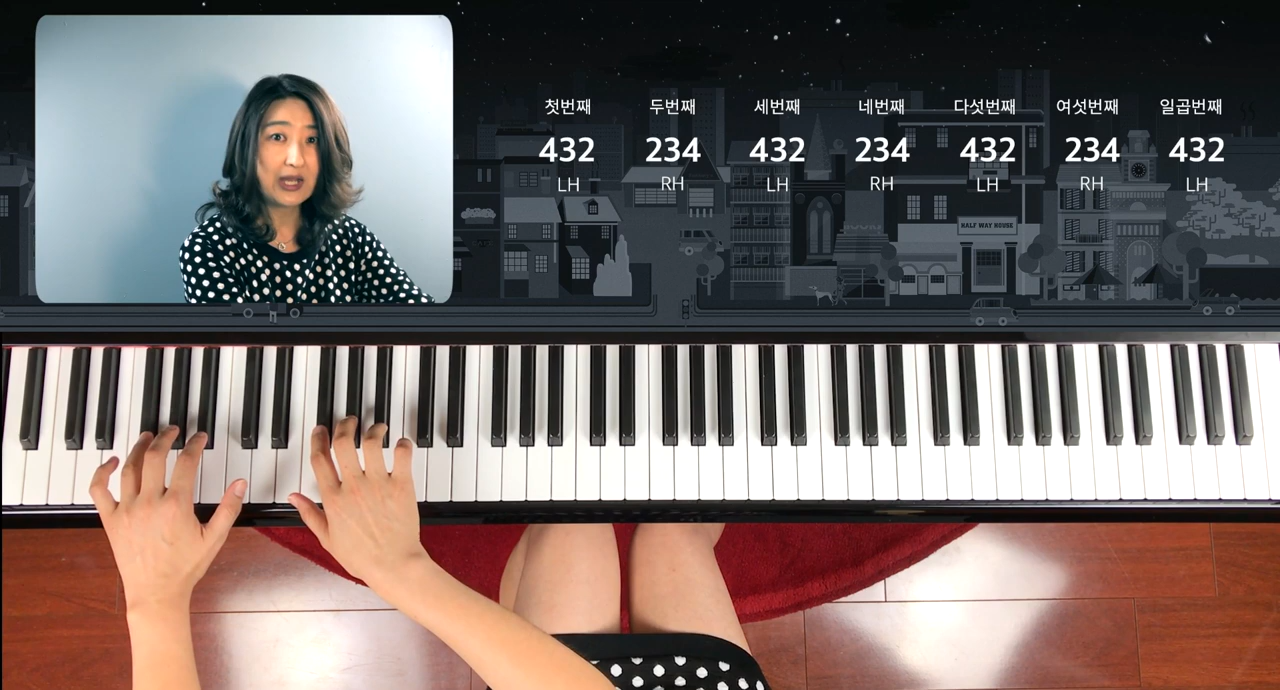 첫번째 두번째 세번째 네번째 다섯번째 여섯번째 일곱번째
432 234 432 234 432 234 432
LH RH LH RH LH RH LH
HALF WAY HOUSE